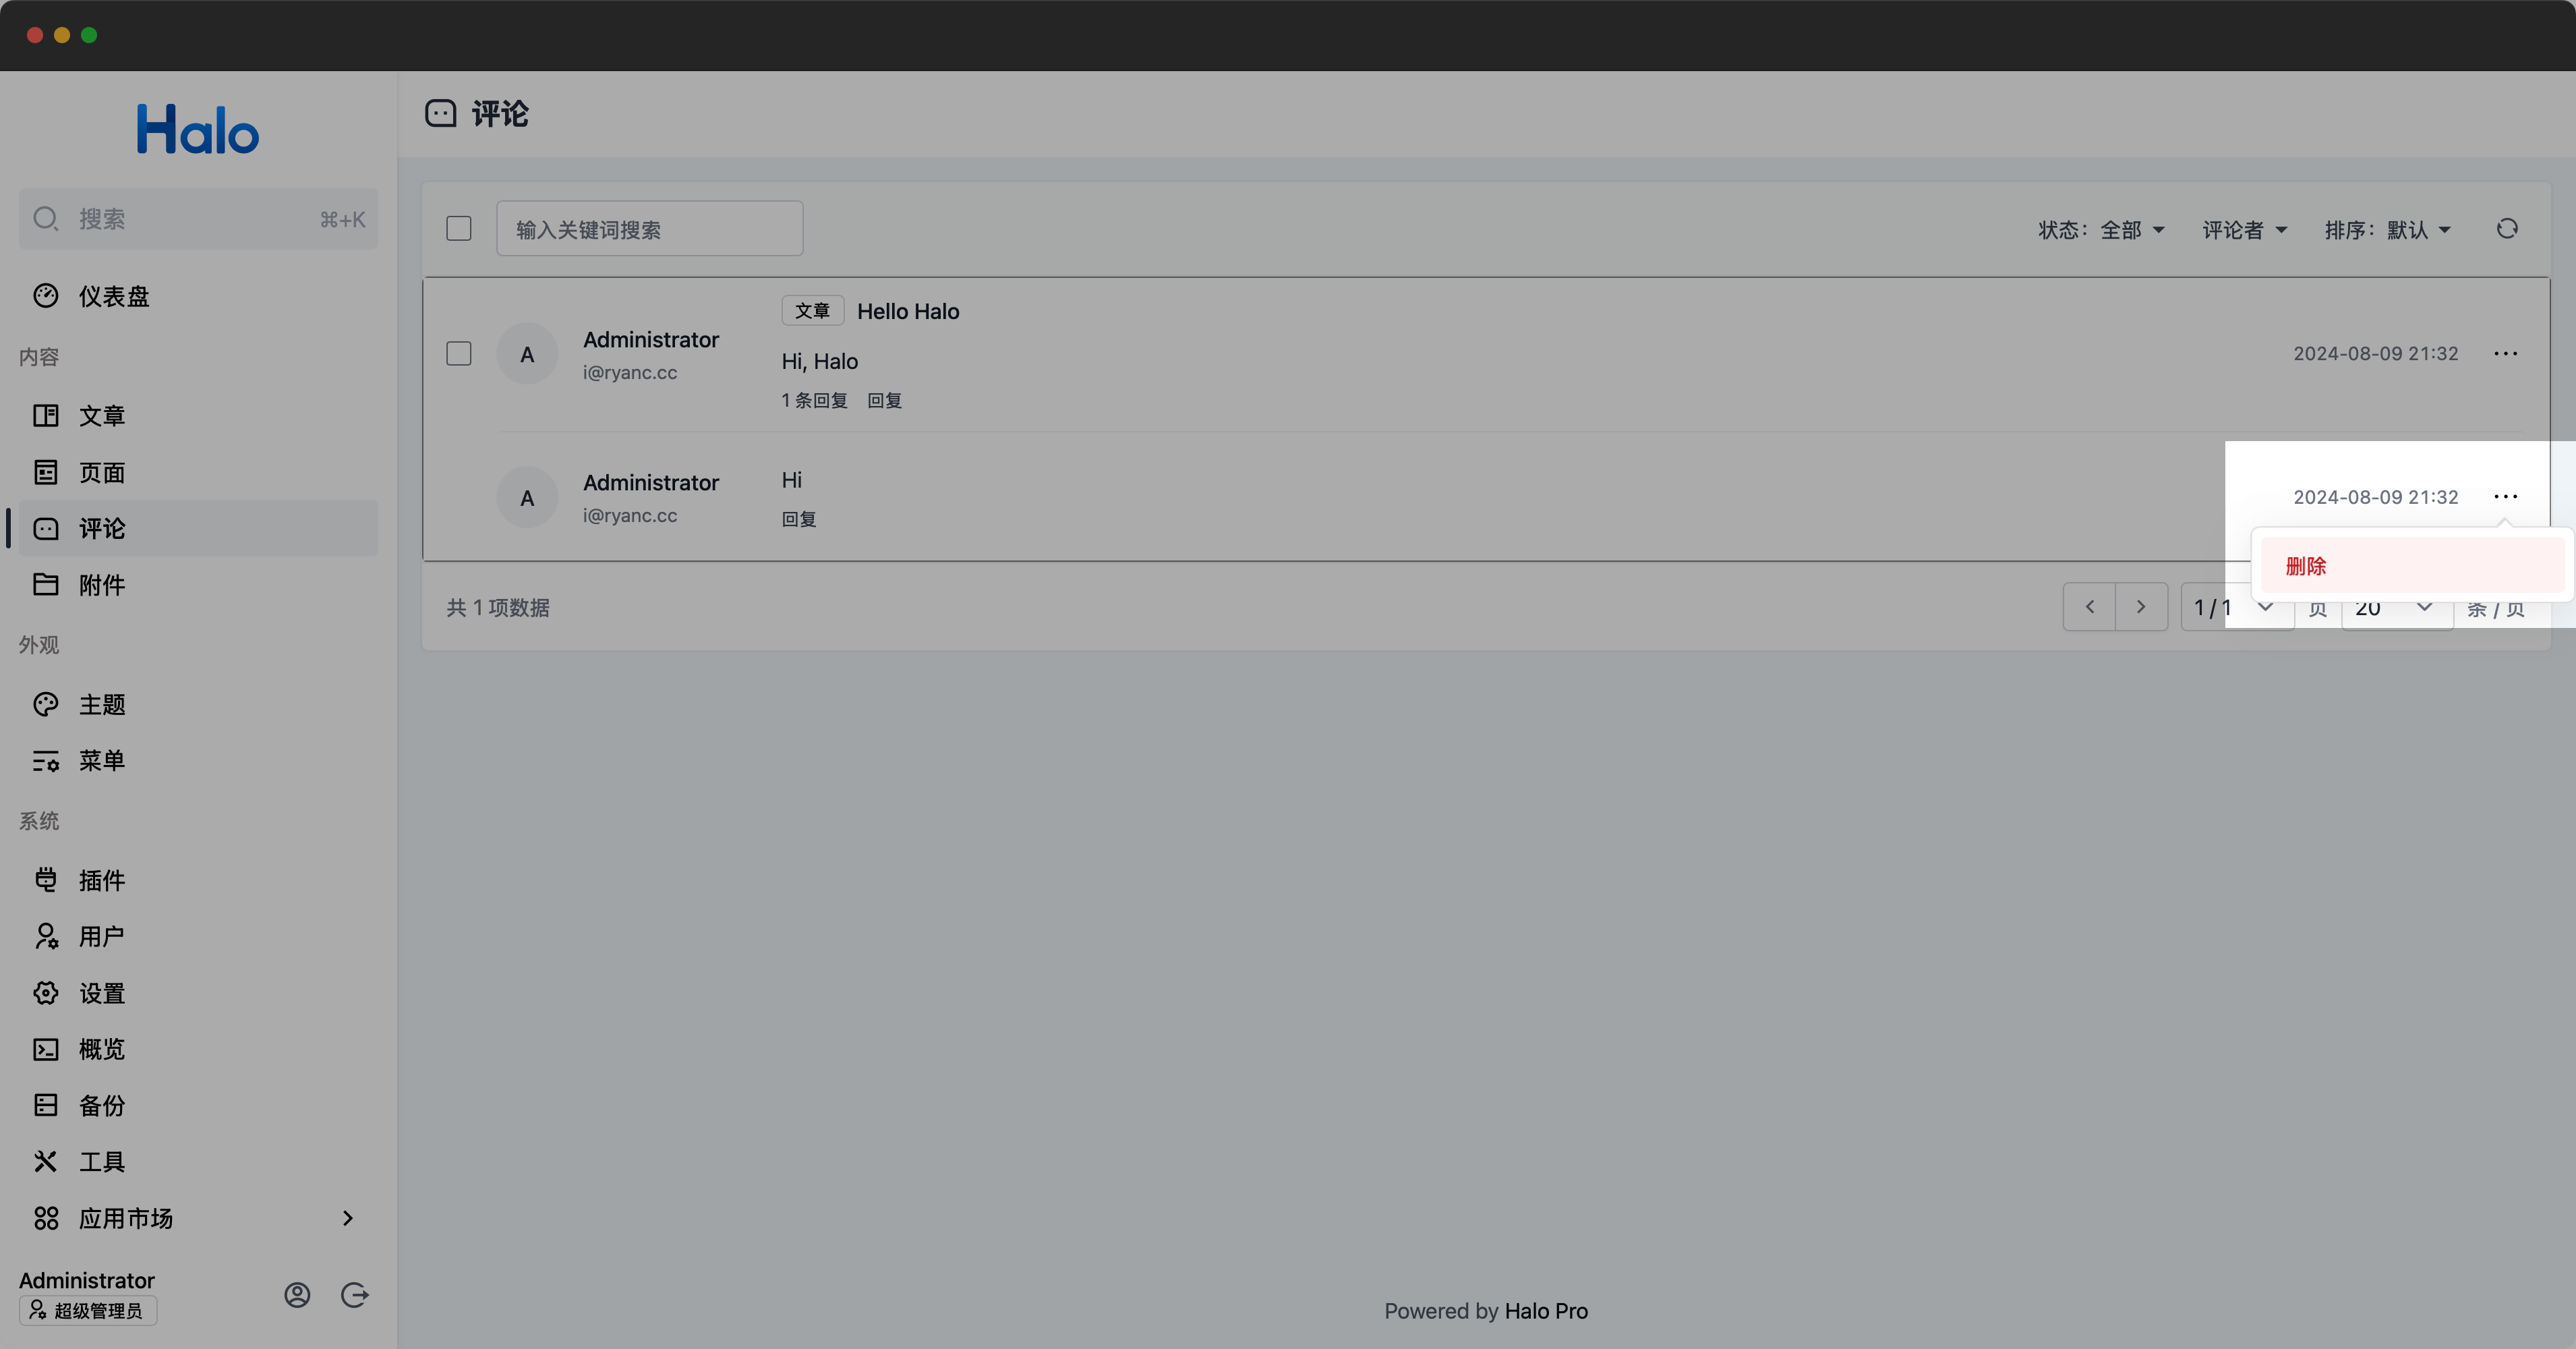 Halo
搜索 ⌘+K
仪表盘
内容
文章
页面
评论
附件
外观
主题
菜单
系统
插件
用户
设置
概览
备份
工具
应用市场
Administrator
超级管理员
评论
输入关键词搜索 状态：全部 评论者 排序：默认
文章 Hello Halo
Administrator
i@ryanc.cc
Hi, Halo
1 条回复 回复
2024-08-09 21:32
Administrator
i@ryanc.cc
Hi
回复
2024-08-09 21:32
删除
共 1 项数据 1 / 1 页 20 条 / 页
Powered by Halo Pro